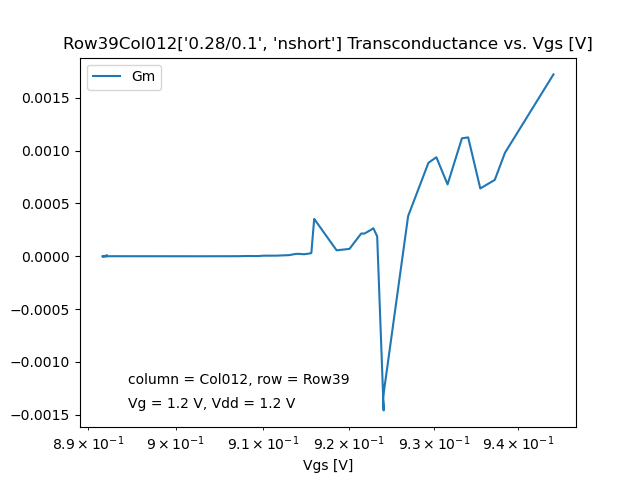 Row39Col012['0.28/0.1', 'nshort'] Transconductance vs. Vgs [V]
Gm
0.0015
0.0010
0.0005
0.0000
−0.0005
−0.0010
−0.0015
column = Col012, row = Row39
Vg = 1.2 V, Vdd = 1.2 V
8.9 × 10⁻¹ 9 × 10⁻¹ 9.1 × 10⁻¹ 9.2 × 10⁻¹ 9.3 × 10⁻¹ 9.4 × 10⁻¹
Vgs [V]